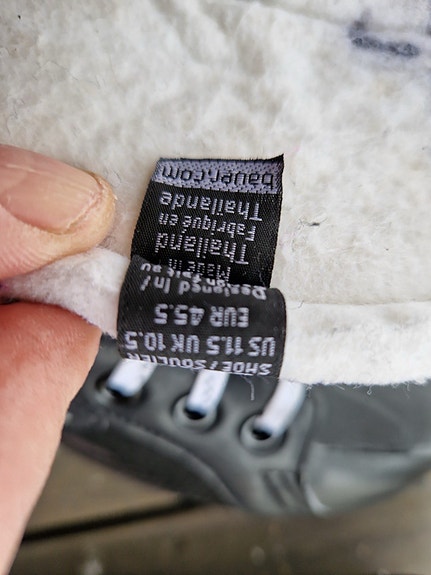 SHOE/SOULIER
US 11.5 UK 10.5
EUR 45.5
Designed in/
Made in
Thailand
Fabriqué en
Thaïlande
bauer.com